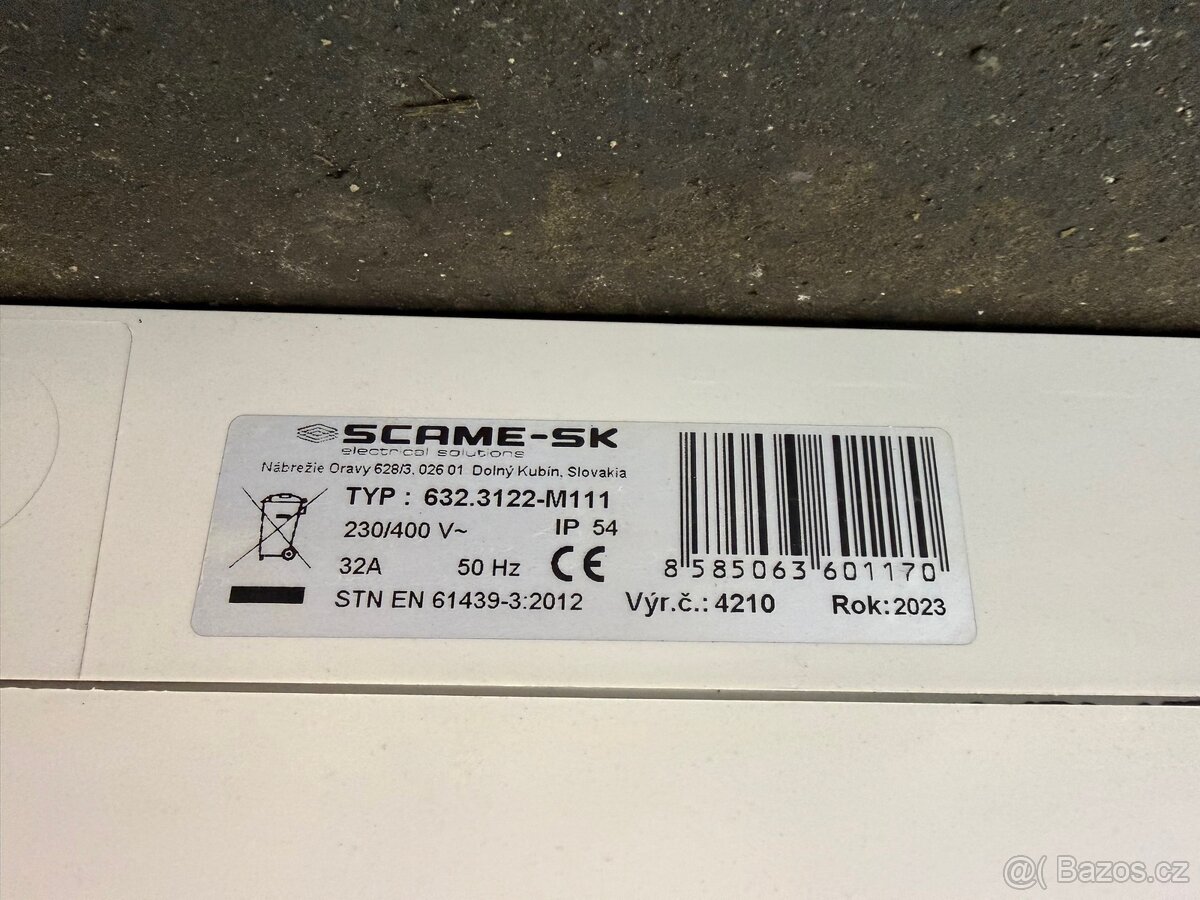 SCAME-SK
electrical solutions
Nábrežie Oravy 628/3, 026 01 Dolný Kubín, Slovakia
TYP : 632.3122-M111
230/400 V~ IP 54
32A 50 Hz CE
STN EN 61439-3:2012
8 585063 601170
Výr.č.: 4210 Rok: 2023
@( Bazos.cz